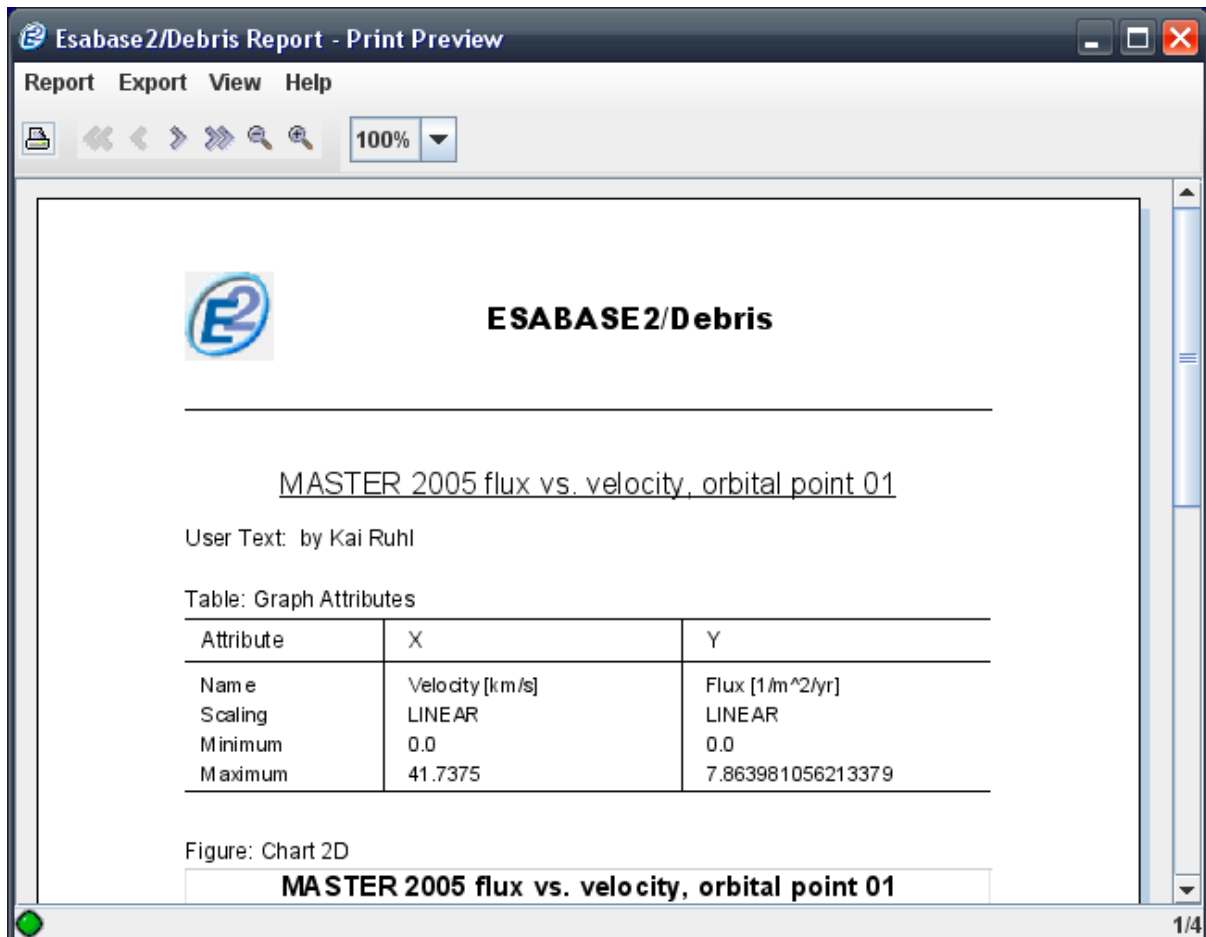 Esabase2/Debris Report - Print Preview
Report Export View Help
100%
E2
ESABASE2/Debris
MASTER 2005 flux vs. velocity, orbital point 01
User Text: by Kai Ruhl
Table: Graph Attributes
Attribute X Y
Name Velocity [km/s] Flux [1/m^2/yr]
Scaling LINEAR LINEAR
Minimum 0.0 0.0
Maximum 41.7375 7.863981056213379
Figure: Chart 2D
MASTER 2005 flux vs. velocity, orbital point 01
1/4